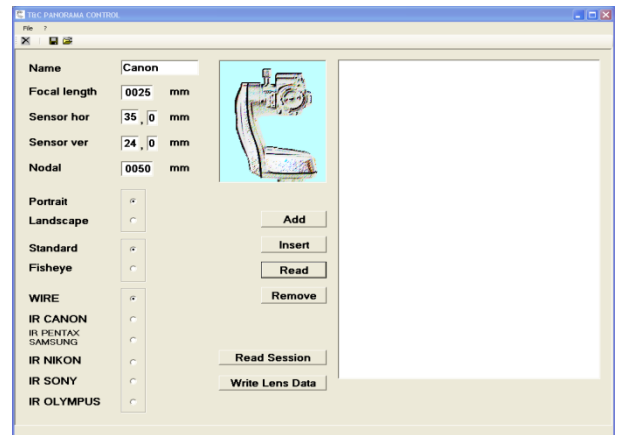 T&C PANORAMA CONTROL
File ?
Name Canon
Focal length 0025 mm
Sensor hor 35 , 0 mm
Sensor ver 24 , 0 mm
Nodal 0050 mm
Portrait
Landscape
Add
Standard
Insert
Fisheye
Read
WIRE
Remove
IR CANON
IR PENTAX
SAMSUNG
IR NIKON
Read Session
IR SONY
Write Lens Data
IR OLYMPUS